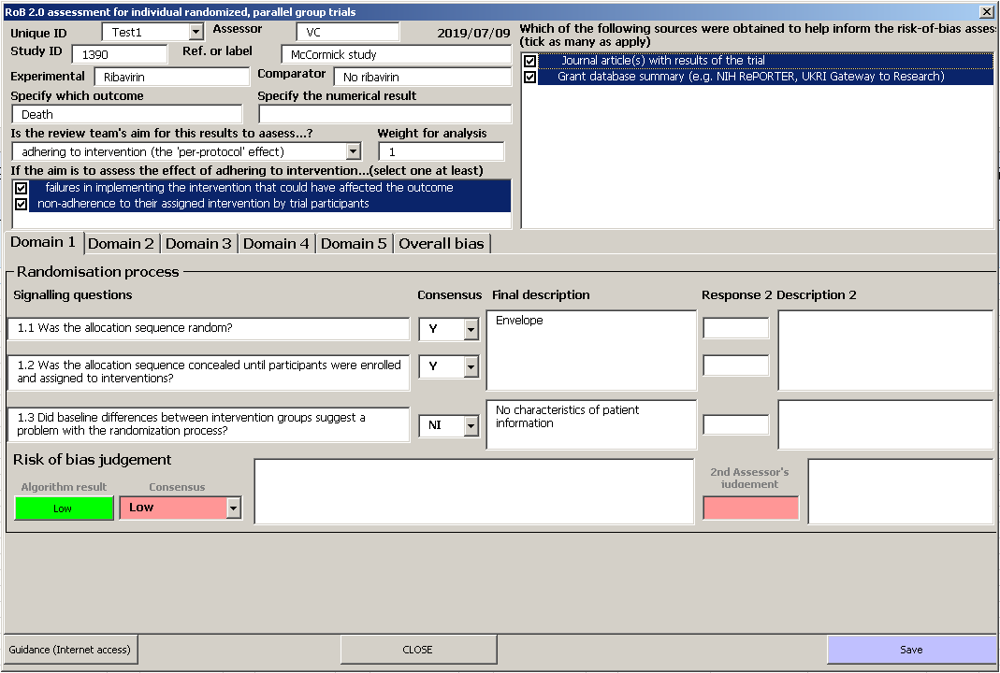 RoB 2.0 assessment for individual randomized, parallel group trials
Unique ID Test1 Assessor VC 2019/07/09
Study ID 1390 Ref. or label McCormick study
Experimental Ribavirin Comparator No ribavirin
Specify which outcome Specify the numerical result
Death
Is the review team's aim for this results to aasess...? Weight for analysis
adhering to intervention (the 'per-protocol' effect) 1
If the aim is to assess the effect of adhering to intervention...(select one at least)
failures in implementing the intervention that could have affected the outcome
non-adherence to their assigned intervention by trial participants
Which of the following sources were obtained to help inform the risk-of-bias asses
(tick as many as apply)
Journal article(s) with results of the trial
Grant database summary (e.g. NIH RePORTER, UKRI Gateway to Research)
Domain 1 Domain 2 Domain 3 Domain 4 Domain 5 Overall bias
Randomisation process
Signalling questions Consensus Final description Response 2 Description 2
1.1 Was the allocation sequence random? Y Envelope
1.2 Was the allocation sequence concealed until participants were enrolled
and assigned to interventions? Y
1.3 Did baseline differences between intervention groups suggest a
problem with the randomization process? NI
No characteristics of patient
information
Risk of bias judgement
Algorithm result Consensus
Low Low
2nd Assessor's
judgement
Guidance (Internet access) CLOSE Save